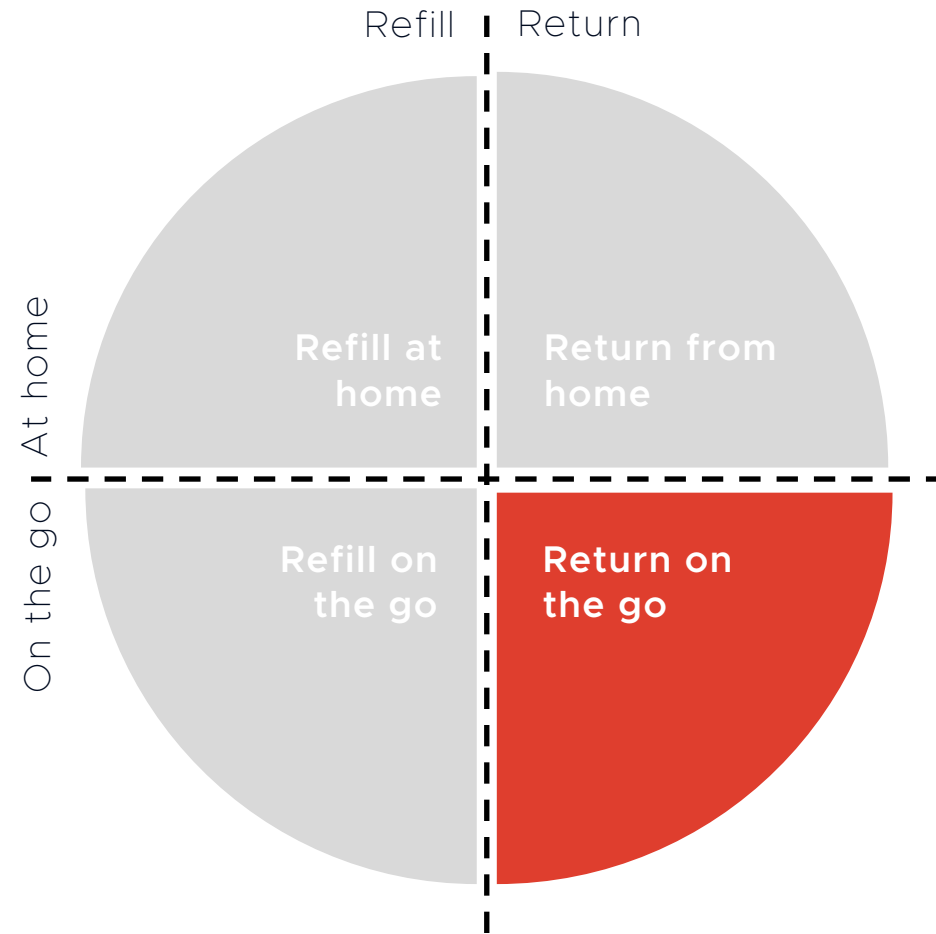 Refill
Return
At home
Refill at
home
Return from
home
On the go
Refill on
the go
Return on
the go